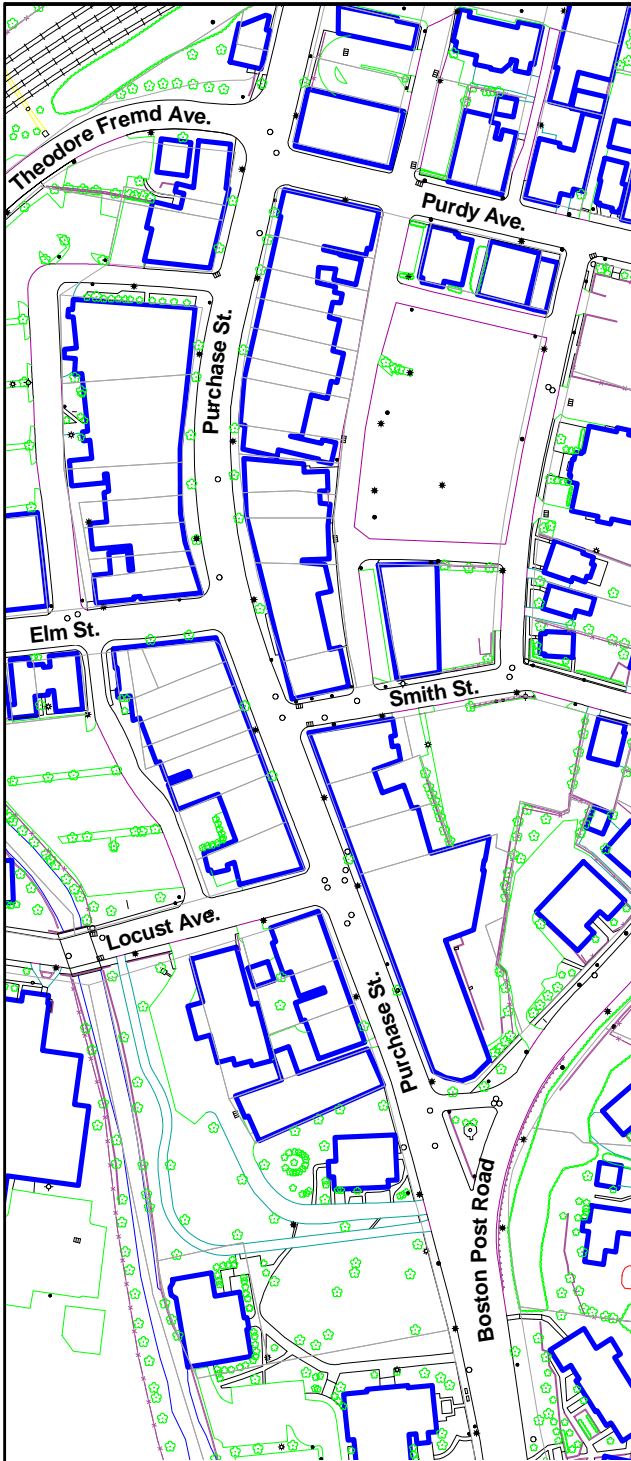 Theodore Fremd Ave.
Purdy Ave.
Purchase St.
Elm St.
Smith St.
Locust Ave.
Purchase St.
Boston Post Road